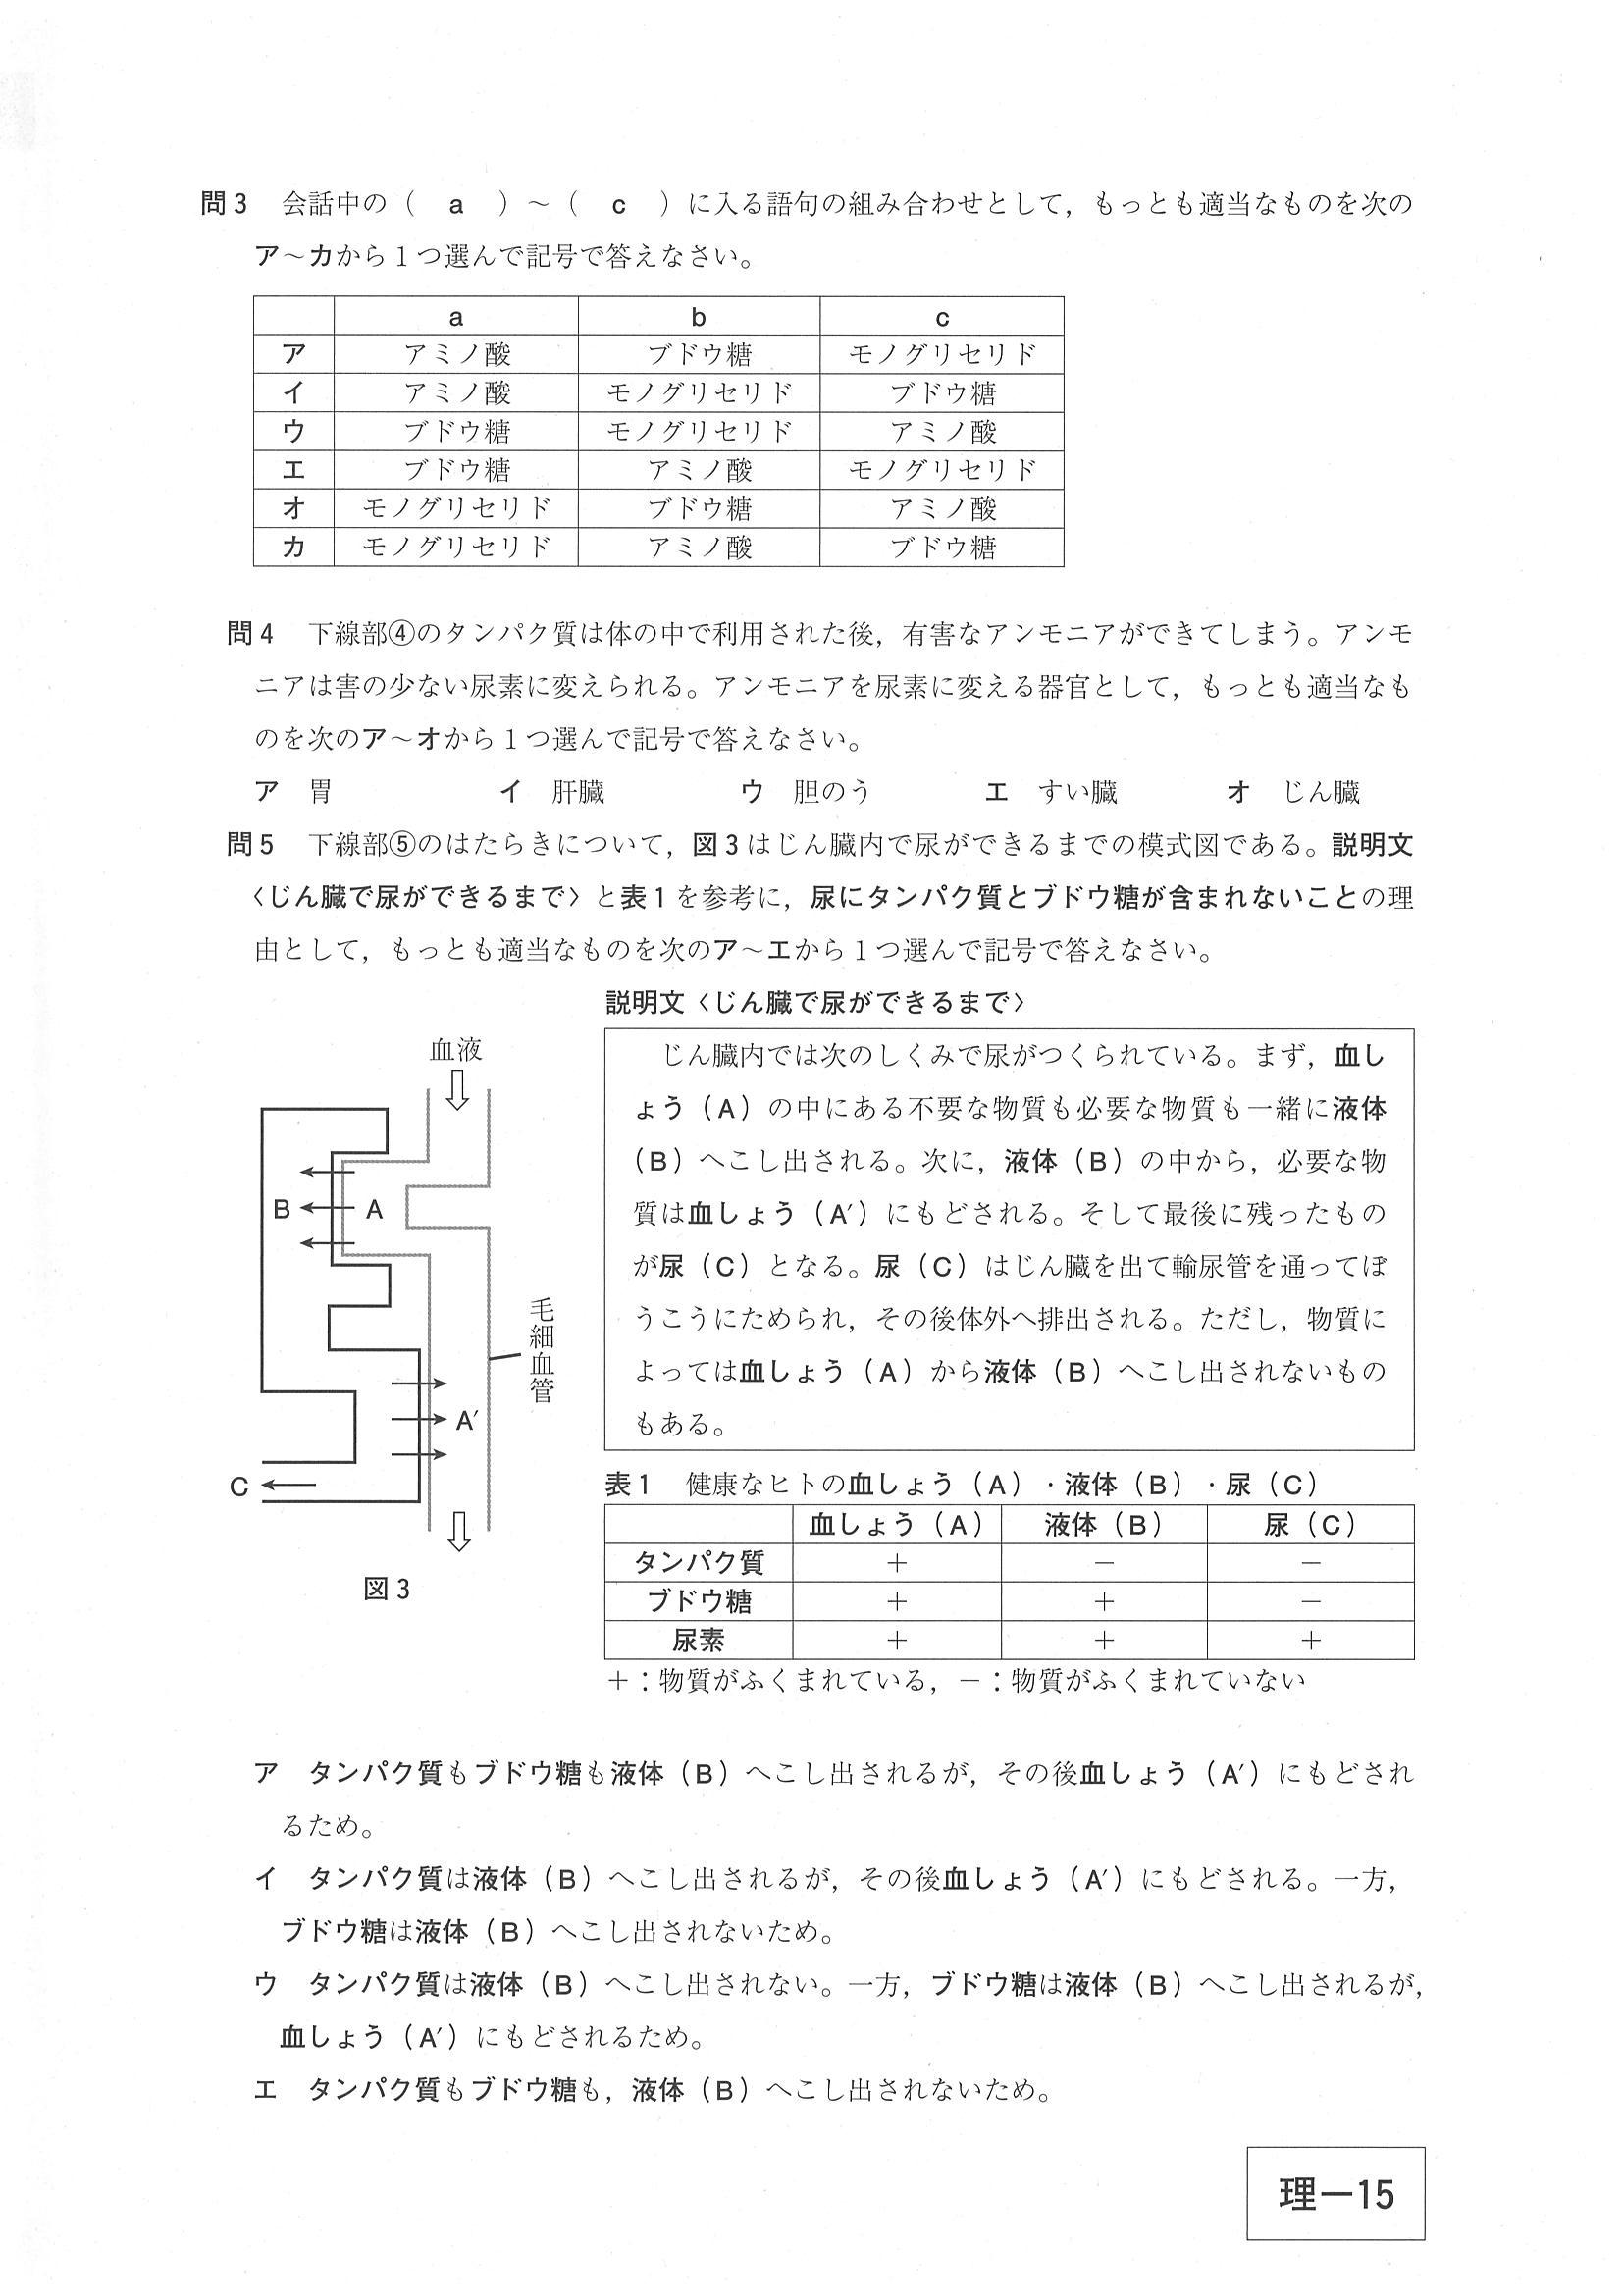 問3　会話中の（　a　）～（　c　）に入る語句の組み合わせとして，もっとも適当なものを次の
ア～カから1つ選んで記号で答えなさい。
a　b　c
ア　アミノ酸　ブドウ糖　モノグリセリド
イ　アミノ酸　モノグリセリド　ブドウ糖
ウ　ブドウ糖　モノグリセリド　アミノ酸
エ　ブドウ糖　アミノ酸　モノグリセリド
オ　モノグリセリド　ブドウ糖　アミノ酸
カ　モノグリセリド　アミノ酸　ブドウ糖
問4　下線部④のタンパク質は体の中で利用された後，有害なアンモニアができてしまう。アンモ
ニアは害の少ない尿素に変えられる。アンモニアを尿素に変える器官として，もっとも適当なも
のを次のア～オから1つ選んで記号で答えなさい。
ア　胃　イ　肝臓　ウ　胆のう　エ　すい臓　オ　じん臓
問5　下線部⑤のはたらきについて，図3はじん臓内で尿ができるまでの模式図である。説明文
〈じん臓で尿ができるまで〉と表1を参考に，尿にタンパク質とブドウ糖が含まれないことの理
由として，もっとも適当なものを次のア～エから1つ選んで記号で答えなさい。
血液
B
A
毛細血管
A′
C
図3
説明文〈じん臓で尿ができるまで〉
じん臓内では次のしくみで尿がつくられている。まず，血し
ょう（A）の中にある不要な物質も必要な物質も一緒に液体
（B）へこし出される。次に，液体（B）の中から，必要な物
質は血しょう（A′）にもどされる。そして最後に残ったもの
が尿（C）となる。尿（C）はじん臓を出て輸尿管を通ってぼ
うこうにためられ，その後体外へ排出される。ただし，物質に
よっては血しょう（A）から液体（B）へこし出されないもの
もある。
表1　健康なヒトの血しょう（A）・液体（B）・尿（C）
血しょう（A）　液体（B）　尿（C）
タンパク質　＋　－　－
ブドウ糖　＋　＋　－
尿素　＋　＋　＋
＋：物質がふくまれている，－：物質がふくまれていない
ア　タンパク質もブドウ糖も液体（B）へこし出されるが，その後血しょう（A′）にもどされ
るため。
イ　タンパク質は液体（B）へこし出されるが，その後血しょう（A′）にもどされる。一方，
ブドウ糖は液体（B）へこし出されないため。
ウ　タンパク質は液体（B）へこし出されない。一方，ブドウ糖は液体（B）へこし出されるが，
血しょう（A′）にもどされるため。
エ　タンパク質もブドウ糖も，液体（B）へこし出されないため。
理－15